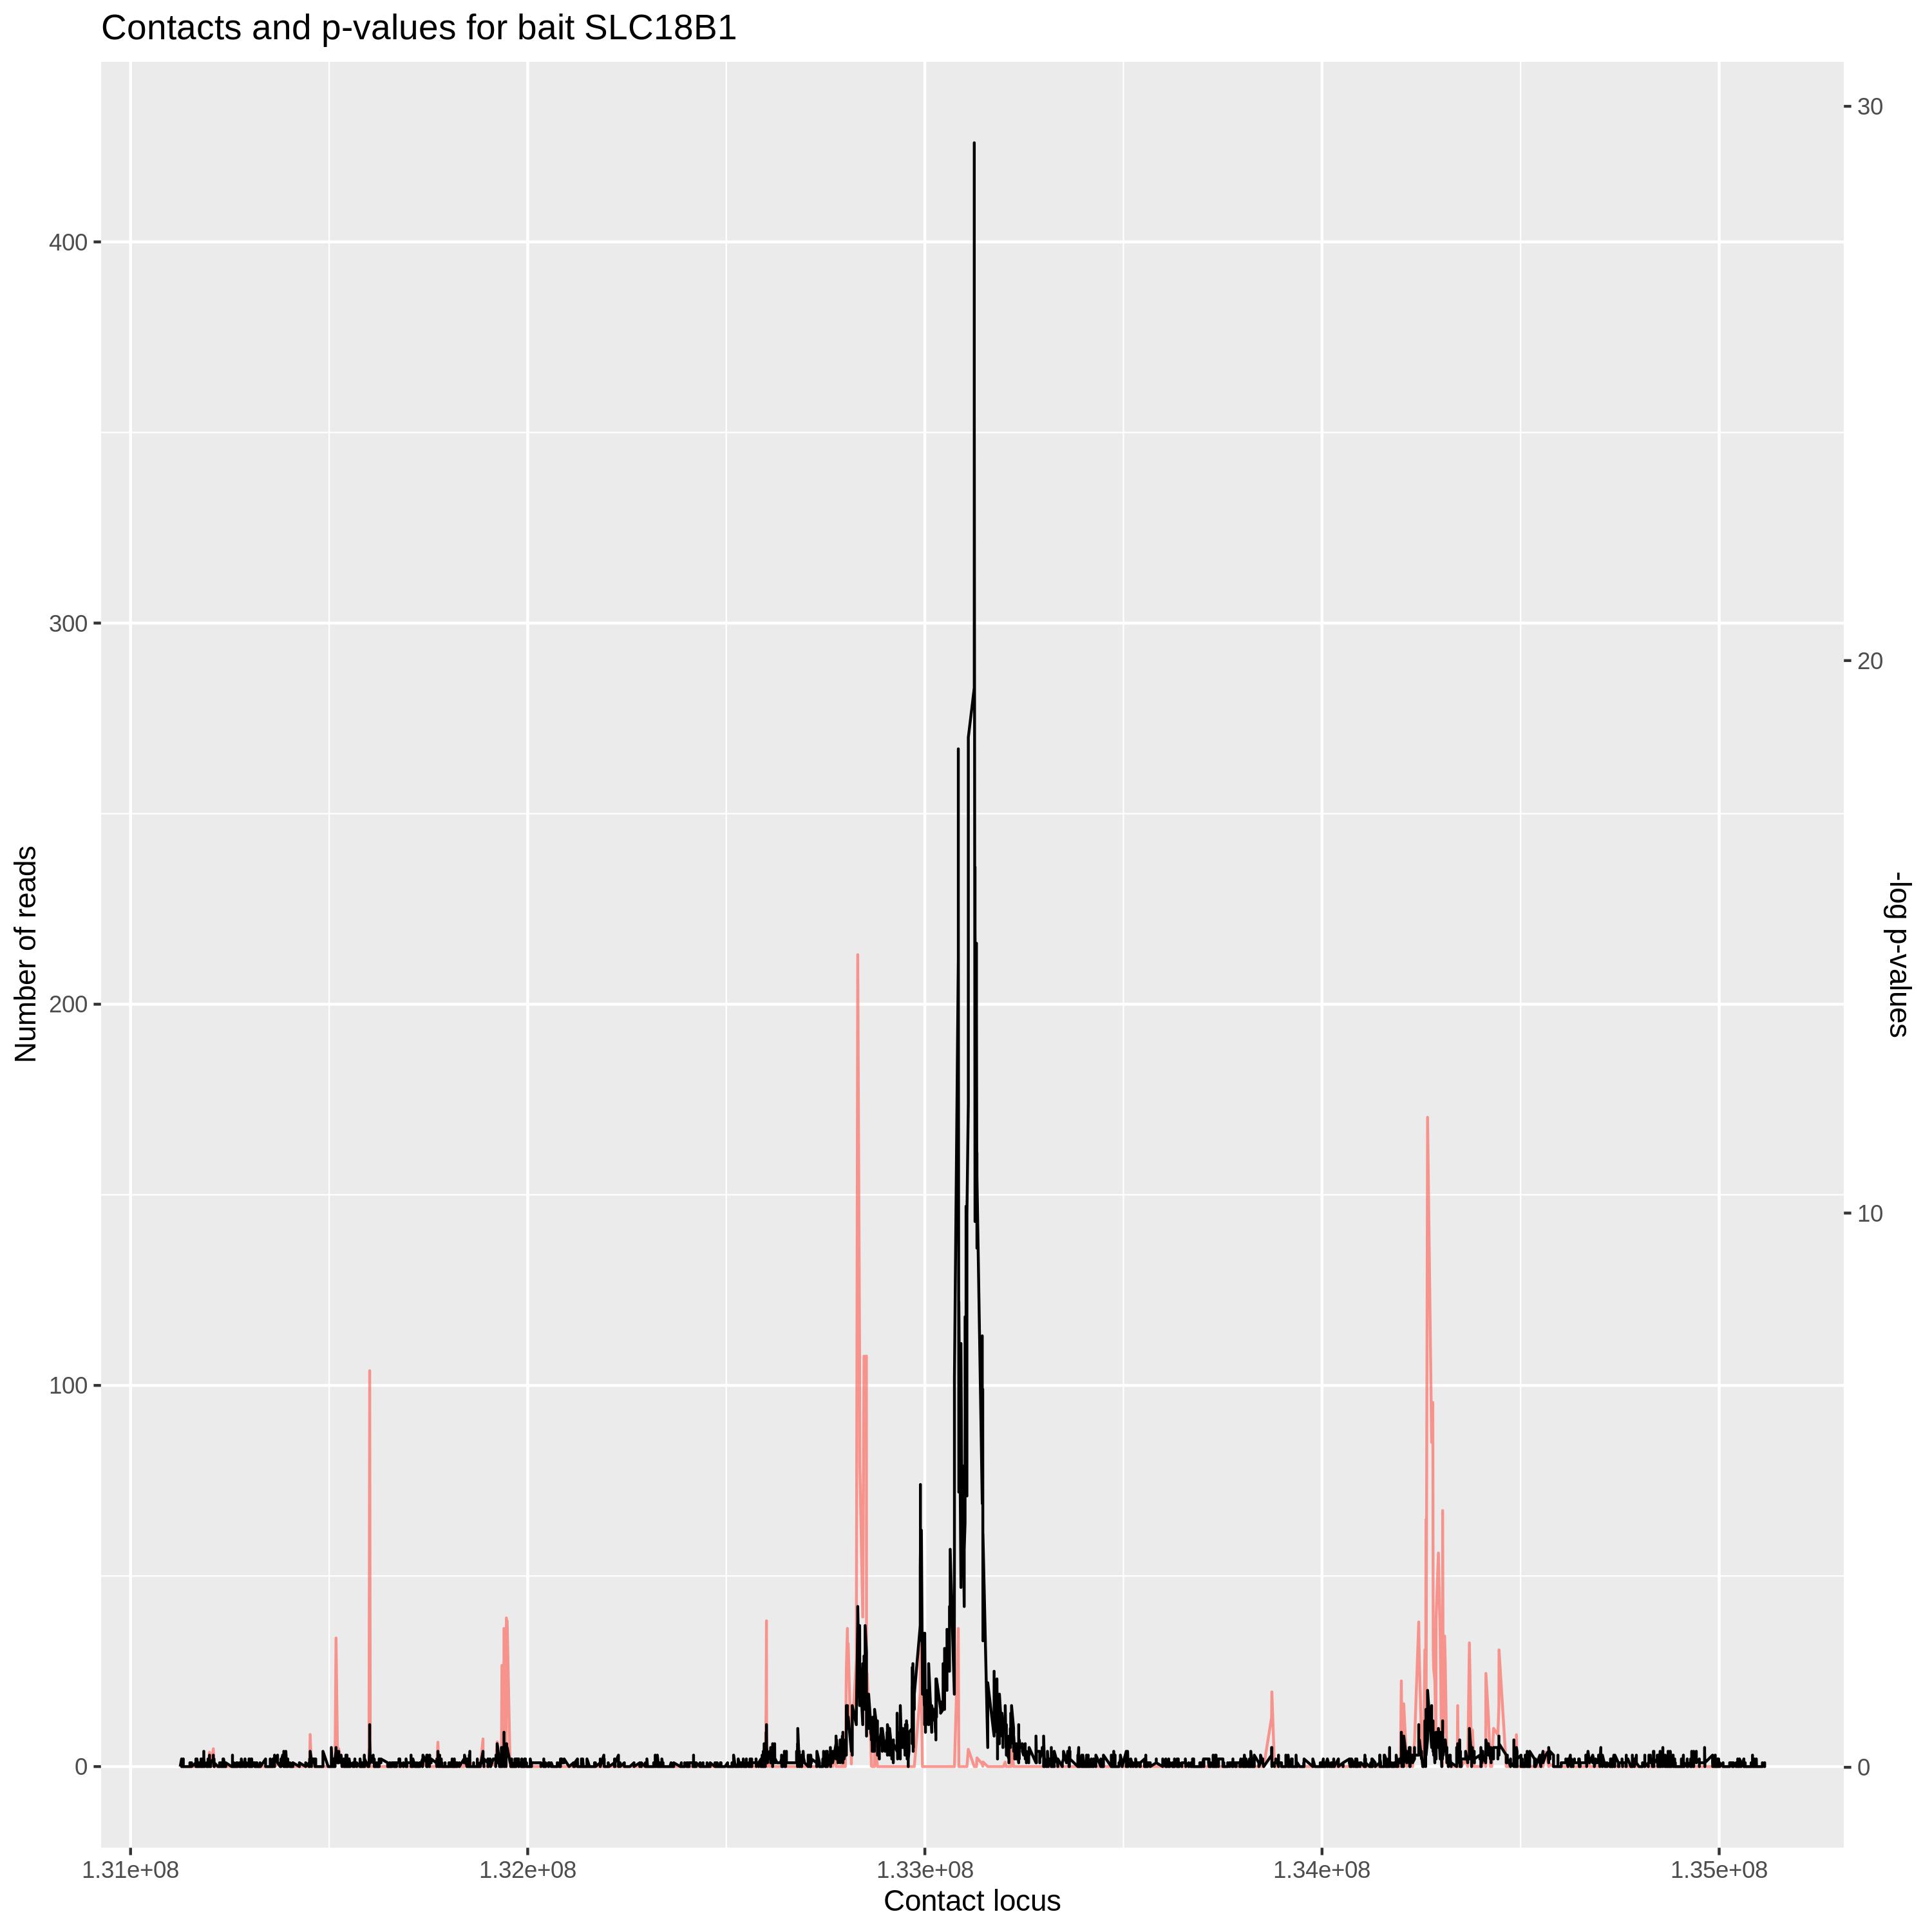 Contacts and p-values for bait SLC18B1
Number of reads
400
300
200
100
0
30
20
10
0
-log p-values
1.31e+08
1.32e+08
1.33e+08
1.34e+08
1.35e+08
Contact locus